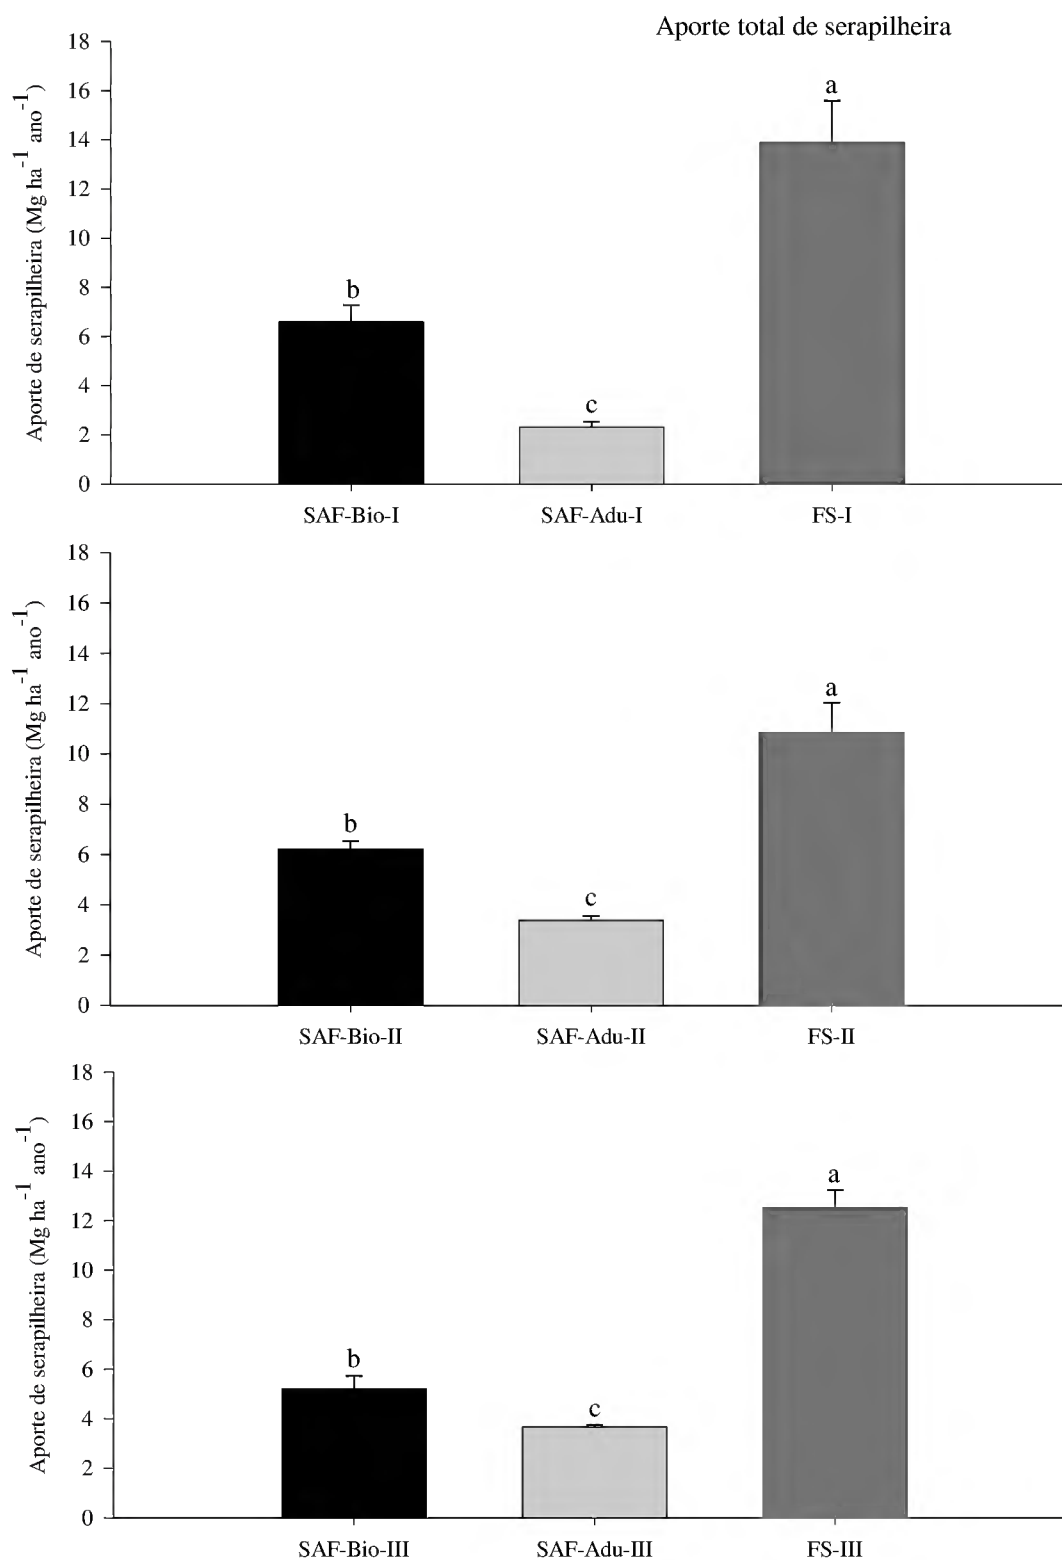 Aporte total de serapilheira
Aporte de serapilheira (Mg ha-1 ano-1)
18
16
14
12
10
8
6
4
2
0
b
c
a
SAF-Bio-I
SAF-Adu-I
FS-I
Aporte de serapilheira (Mg ha-1 ano-1)
18
16
14
12
10
8
6
4
2
0
b
c
a
SAF-Bio-II
SAF-Adu-II
FS-II
Aporte de serapilheira (Mg ha-1 ano-1)
18
16
14
12
10
8
6
4
2
0
b
c
a
SAF-Bio-III
SAF-Adu-III
FS-III